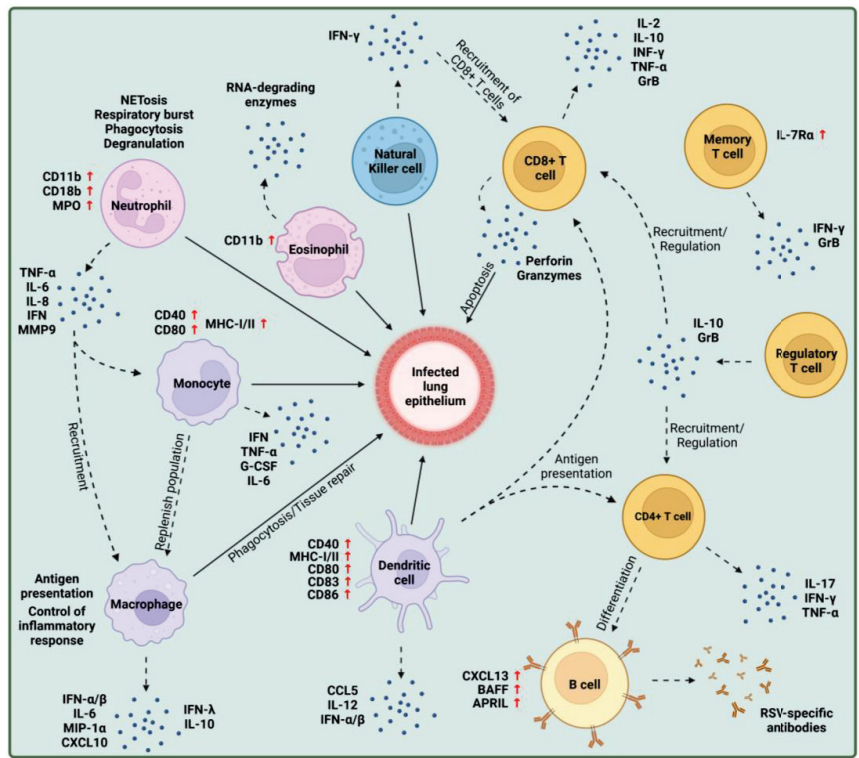 IFN-γ
Recruitment of
CD8+ T cells
IL-2
IL-10
INF-γ
TNF-α
GrB
RNA-degrading
enzymes
NETosis
Respiratory burst
Phagocytosis
Degranulation
Natural
Killer cell
CD8+ T
cell
Memory
T cell
IL-7Rα ↑
CD11b ↑
CD18b ↑
MPO ↑
Neutrophil
CD11b ↑
Eosinophil
Perforin
Granzymes
Apoptosis
Recruitment/
Regulation
IFN-γ
GrB
TNF-α
IL-6
IL-8
IFN
MMP9
CD40 ↑
CD80 ↑
MHC-I/II ↑
Monocyte
Infected
lung
epithelium
IL-10
GrB
Regulatory
T cell
IFN
TNF-α
G-CSF
IL-6
Recruitment
Replenish population
Phagocytosis/Tissue repair
Recruitment/
Regulation
Antigen
presentation
CD4+ T cell
CD40 ↑
MHC-I/II ↑
CD80 ↑
CD83 ↑
CD86 ↑
Dendritic
cell
Antigen
presentation
Control of
inflammatory
response
Macrophage
Differentiation
IL-17
IFN-γ
TNF-α
CXCL13 ↑
BAFF ↑
APRIL ↑
B cell
RSV-specific
antibodies
IFN-α/β
IL-6
MIP-1α
CXCL10
IFN-λ
IL-10
CCL5
IL-12
IFN-α/β